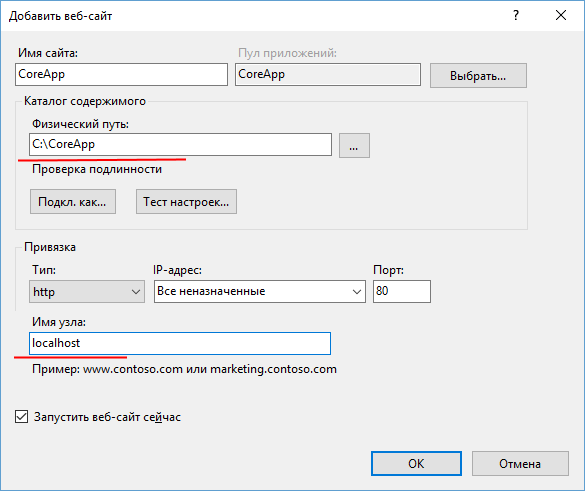 Добавить веб-сайт ?
Имя сайта: Пул приложений:
CoreApp CoreApp Выбрать...
Каталог содержимого
Физический путь:
C:\CoreApp ...
Проверка подлинности
Подкл. как... Тест настроек...
Привязка
Тип: IP-адрес: Порт:
http Все неназначенные 80
Имя узла:
localhost
Пример: www.contoso.com или marketing.contoso.com
Запустить веб-сайт сейчас
ОК Отмена